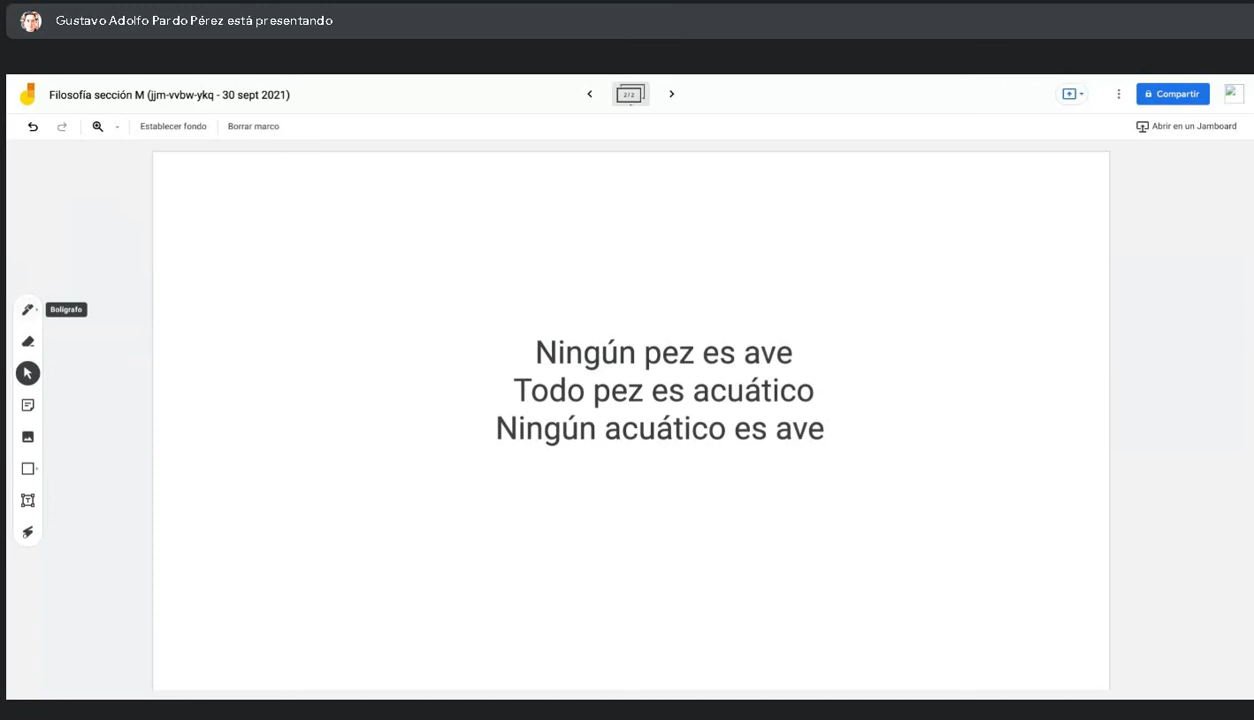 Gustavo Adolfo Pardo Pérez está presentando
Filosofía sección M (jjm-vvbw-ykq - 30 sept 2021)
2/2
Compartir
Establecer fondo
Borrar marco
Abrir en un Jamboard
Bolígrafo
Ningún pez es ave
Todo pez es acuático
Ningún acuático es ave